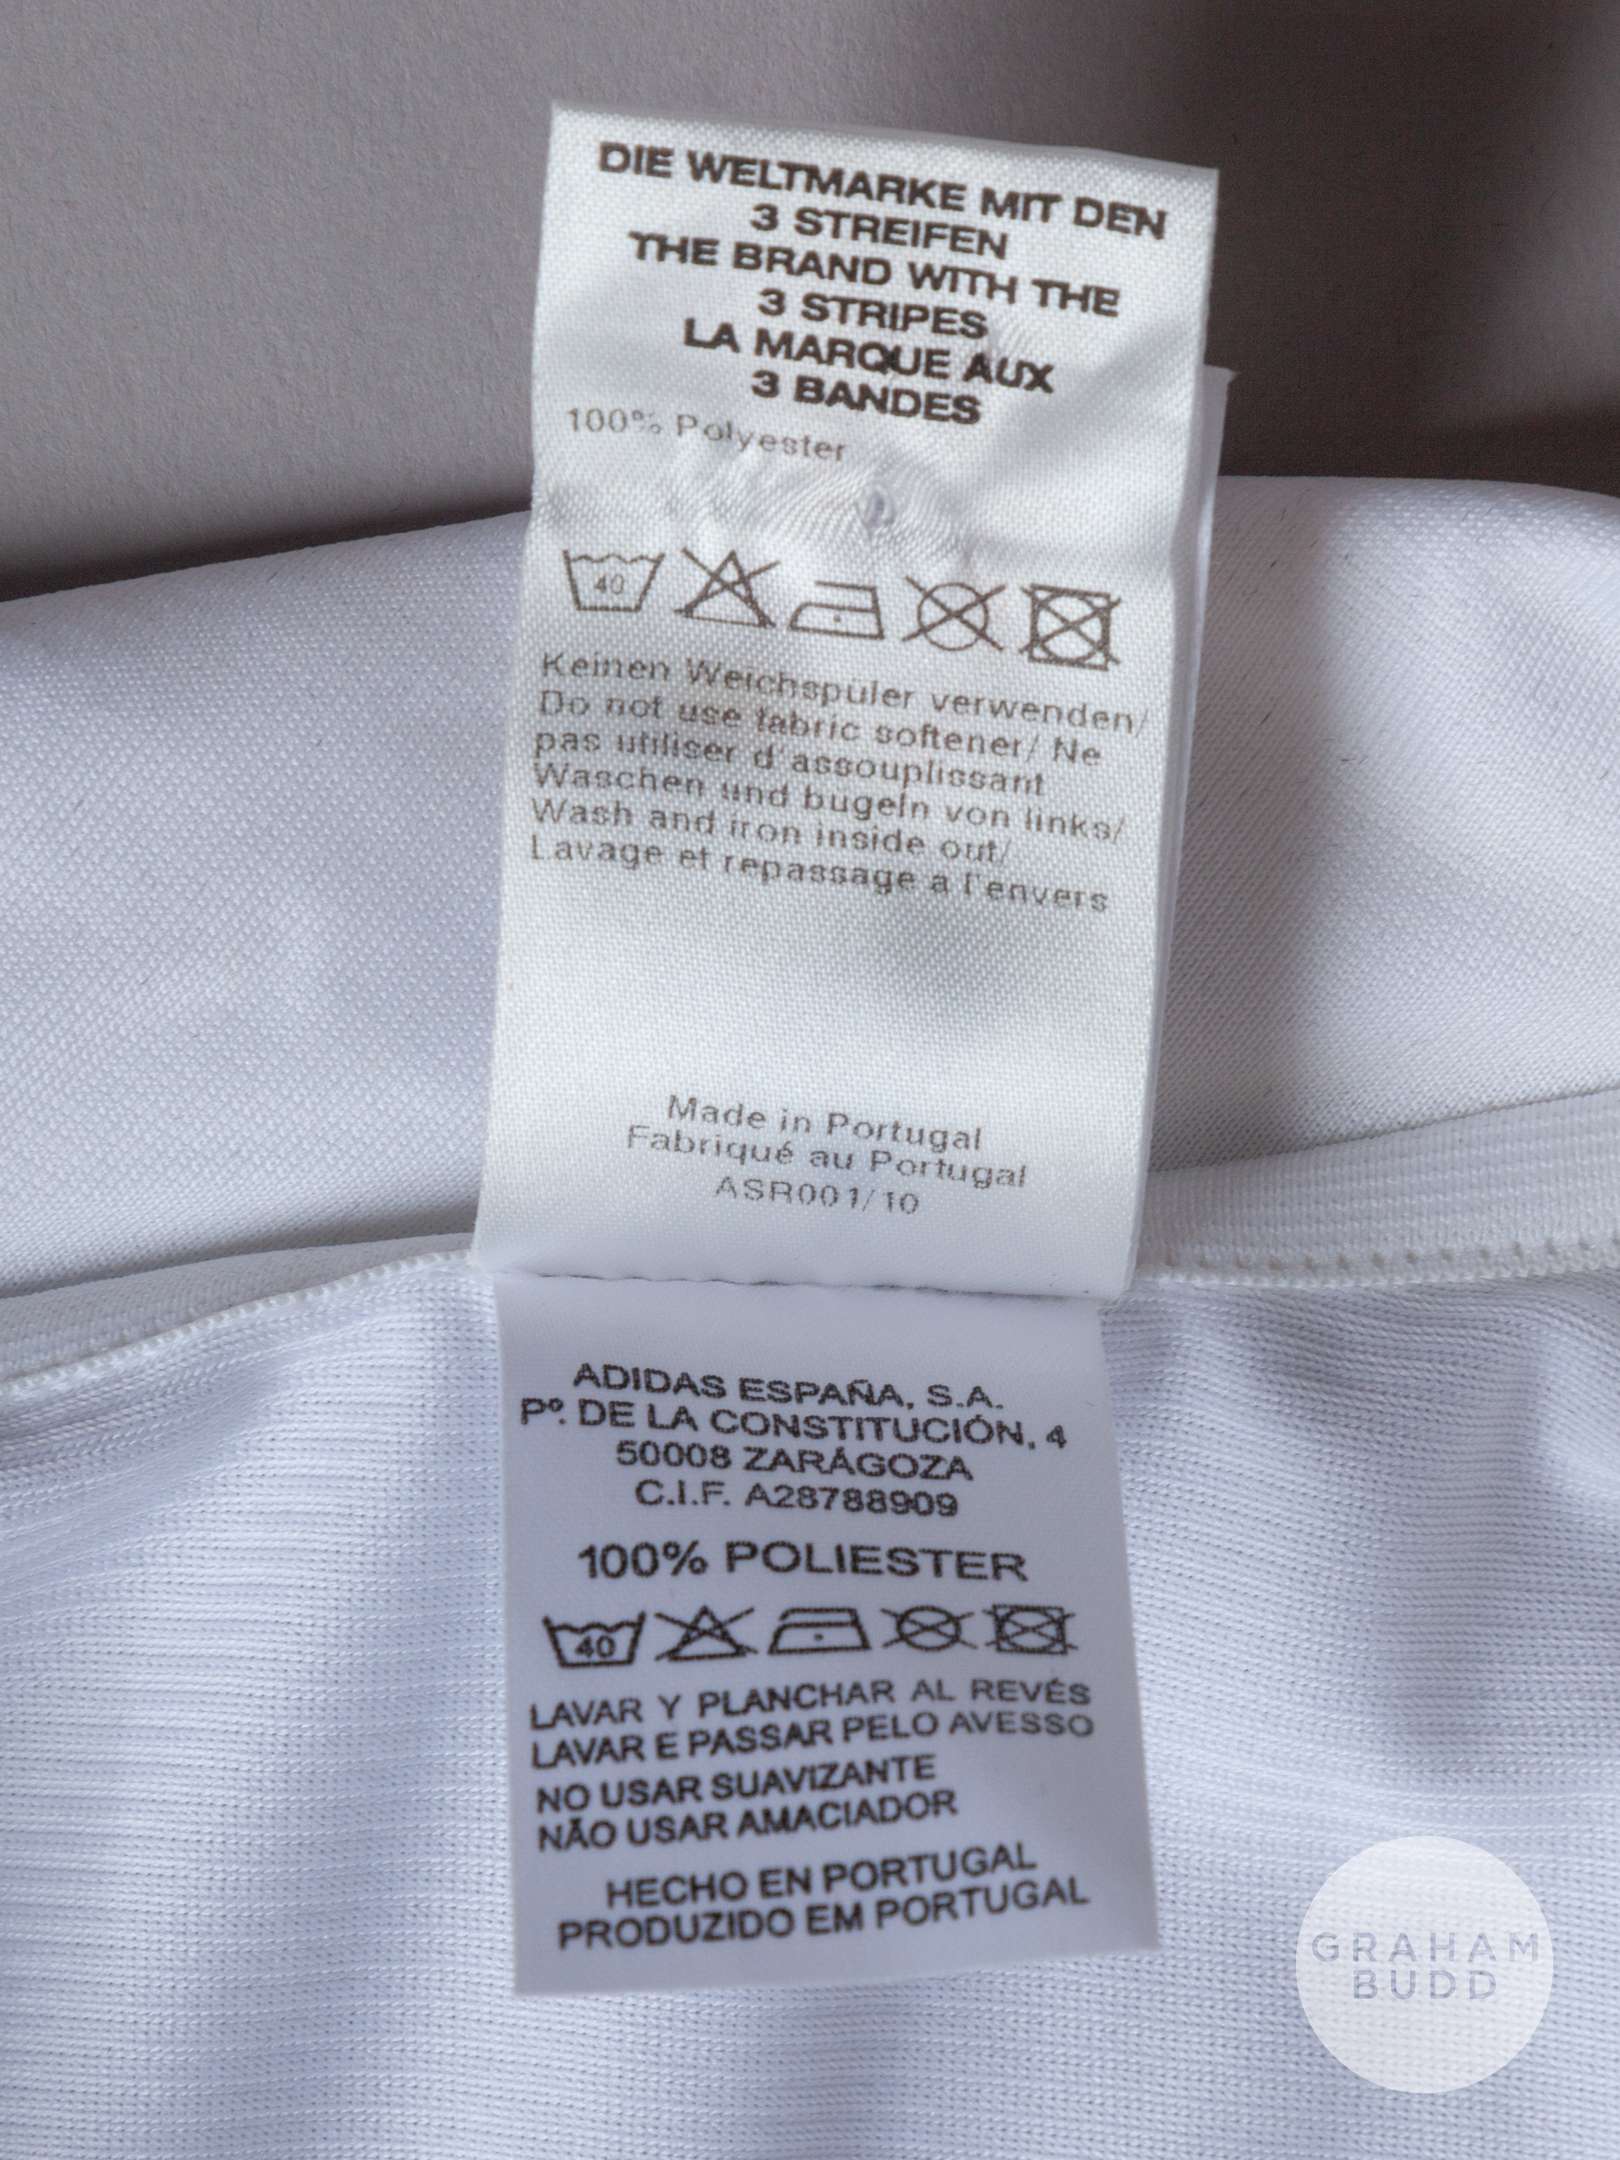 DIE WELTMARKE MIT DEN
3 STREIFEN
THE BRAND WITH THE
3 STRIPES
LA MARQUE AUX
3 BANDES
100% Polyester
40
Keinen Weichspüler verwenden/
Do not use fabric softener/ Ne
pas utiliser d'assouplissant
Waschen und bugeln von links/
Wash and iron inside out/
Lavage et repassage a l'envers
Made in Portugal
Fabriqué au Portugal
ASR001/10
ADIDAS ESPAÑA, S.A.
Pº. DE LA CONSTITUCIÓN, 4
50008 ZARÁGOZA
C.I.F. A28788909
100% POLIESTER
40
LAVAR Y PLANCHAR AL REVÉS
LAVAR E PASSAR PELO AVESSO
NO USAR SUAVIZANTE
NÃO USAR AMACIADOR
HECHO EN PORTUGAL
PRODUZIDO EM PORTUGAL
GRAHAM
BUDD